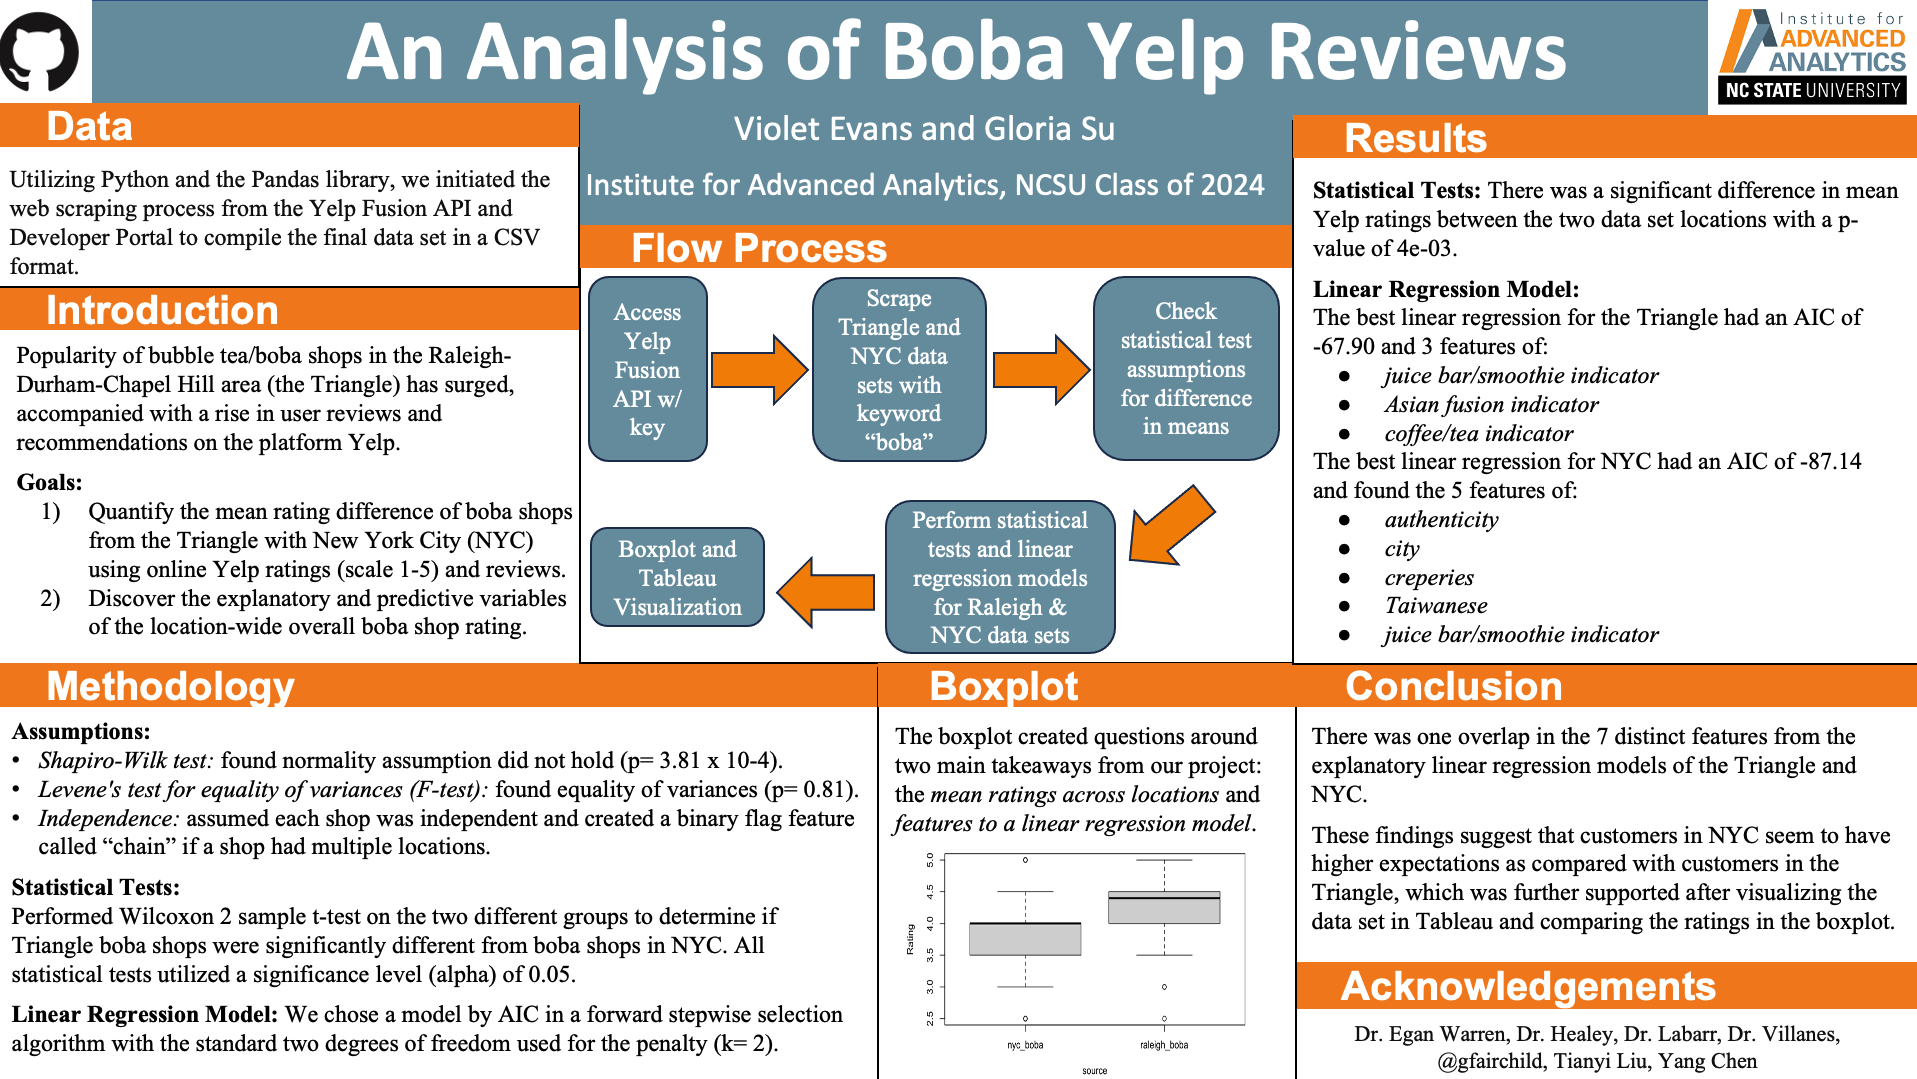 An Analysis of Boba Yelp Reviews
Institute for
ADVANCED
ANALYTICS
NC STATE UNIVERSITY
Violet Evans and Gloria Su
Institute for Advanced Analytics, NCSU Class of 2024
Data
Utilizing Python and the Pandas library, we initiated the
web scraping process from the Yelp Fusion API and
Developer Portal to compile the final data set in a CSV
format.
Introduction
Popularity of bubble tea/boba shops in the Raleigh-
Durham-Chapel Hill area (the Triangle) has surged,
accompanied with a rise in user reviews and
recommendations on the platform Yelp.
Goals:
1) Quantify the mean rating difference of boba shops
from the Triangle with New York City (NYC)
using online Yelp ratings (scale 1-5) and reviews.
2) Discover the explanatory and predictive variables
of the location-wide overall boba shop rating.
Flow Process
Access
Yelp
Fusion
API w/
key
Scrape
Triangle and
NYC data
sets with
keyword
“boba”
Check
statistical test
assumptions
for difference
in means
Perform statistical
tests and linear
regression models
for Raleigh &
NYC data sets
Boxplot and
Tableau
Visualization
Results
Statistical Tests: There was a significant difference in mean
Yelp ratings between the two data set locations with a p-
value of 4e-03.
Linear Regression Model:
The best linear regression for the Triangle had an AIC of
-67.90 and 3 features of:
● juice bar/smoothie indicator
● Asian fusion indicator
● coffee/tea indicator
The best linear regression for NYC had an AIC of -87.14
and found the 5 features of:
● authenticity
● city
● creperies
● Taiwanese
● juice bar/smoothie indicator
Methodology
Assumptions:
• Shapiro-Wilk test: found normality assumption did not hold (p= 3.81 x 10-4).
• Levene's test for equality of variances (F-test): found equality of variances (p= 0.81).
• Independence: assumed each shop was independent and created a binary flag feature
called “chain” if a shop had multiple locations.
Statistical Tests:
Performed Wilcoxon 2 sample t-test on the two different groups to determine if
Triangle boba shops were significantly different from boba shops in NYC. All
statistical tests utilized a significance level (alpha) of 0.05.
Linear Regression Model: We chose a model by AIC in a forward stepwise selection
algorithm with the standard two degrees of freedom used for the penalty (k= 2).
Boxplot
The boxplot created questions around
two main takeaways from our project:
the mean ratings across locations and
features to a linear regression model.
Rating
5.0
4.5
4.0
3.5
3.0
2.5
nyc_boba
raleigh_boba
source
Conclusion
There was one overlap in the 7 distinct features from the
explanatory linear regression models of the Triangle and
NYC.
These findings suggest that customers in NYC seem to have
higher expectations as compared with customers in the
Triangle, which was further supported after visualizing the
data set in Tableau and comparing the ratings in the boxplot.
Acknowledgements
Dr. Egan Warren, Dr. Healey, Dr. Labarr, Dr. Villanes,
@gfairchild, Tianyi Liu, Yang Chen